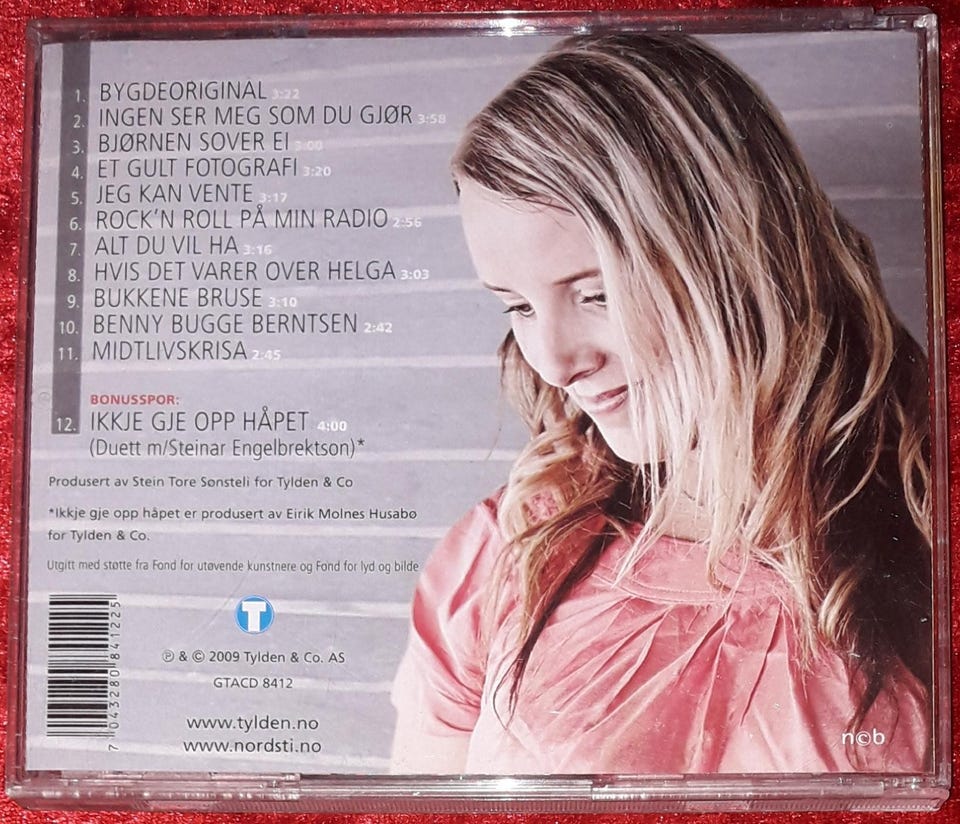 1. BYGDEORIGINAL 3:22
2. INGEN SER MEG SOM DU GJØR 3:58
3. BJØRNEN SOVER EI 3:00
4. ET GULT FOTOGRAFI 3:20
5. JEG KAN VENTE 3:17
6. ROCK'N ROLL PÅ MIN RADIO 2:56
7. ALT DU VIL HA 3:16
8. HVIS DET VARER OVER HELGA 3:03
9. BUKKENE BRUSE 3:10
10. BENNY BUGGE BERNTSEN 2:42
11. MIDTLIVSKRISA 2:45
BONUSSPOR:
12. IKKJE GJE OPP HÅPET 4:00
(Duett m/Steinar Engelbrektson)*
Produsert av Stein Tore Sønsteli for Tylden & Co
*Ikkje gje opp håpet er produsert av Eirik Molnes Husabø
for Tylden & Co.
Utgitt med støtte fra Fond for utøvende kunstnere og Fond for lyd og bilde
T
℗ & © 2009 Tylden & Co. AS
GTACD 8412
www.tylden.no
www.nordsti.no
7 043280 841225
n©b